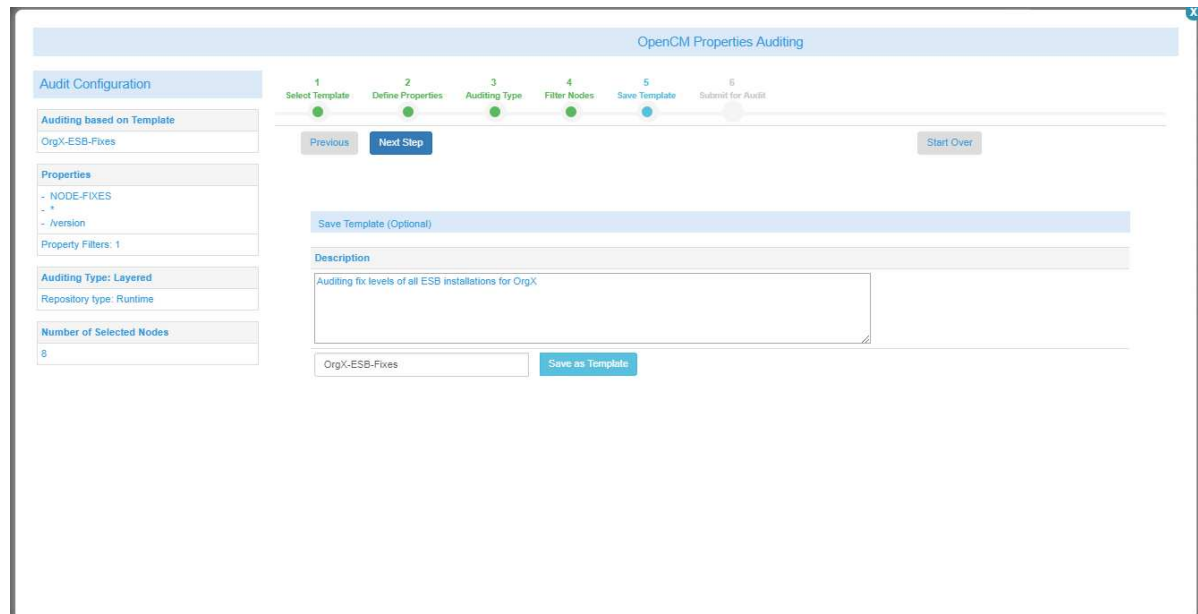 X
OpenCM Properties Auditing
Audit Configuration
Auditing based on Template
OrgX-ESB-Fixes
Properties
- NODE-FIXES
- *
- /version
Property Filters: 1
Auditing Type: Layered
Repository type: Runtime
Number of Selected Nodes
8
1 2 3 4 5 6
Select Template Define Properties Auditing Type Filter Nodes Save Template Submit for Audit
Previous Next Step Start Over
Save Template (Optional)
Description
Auditing fix levels of all ESB installations for OrgX
OrgX-ESB-Fixes Save as Template